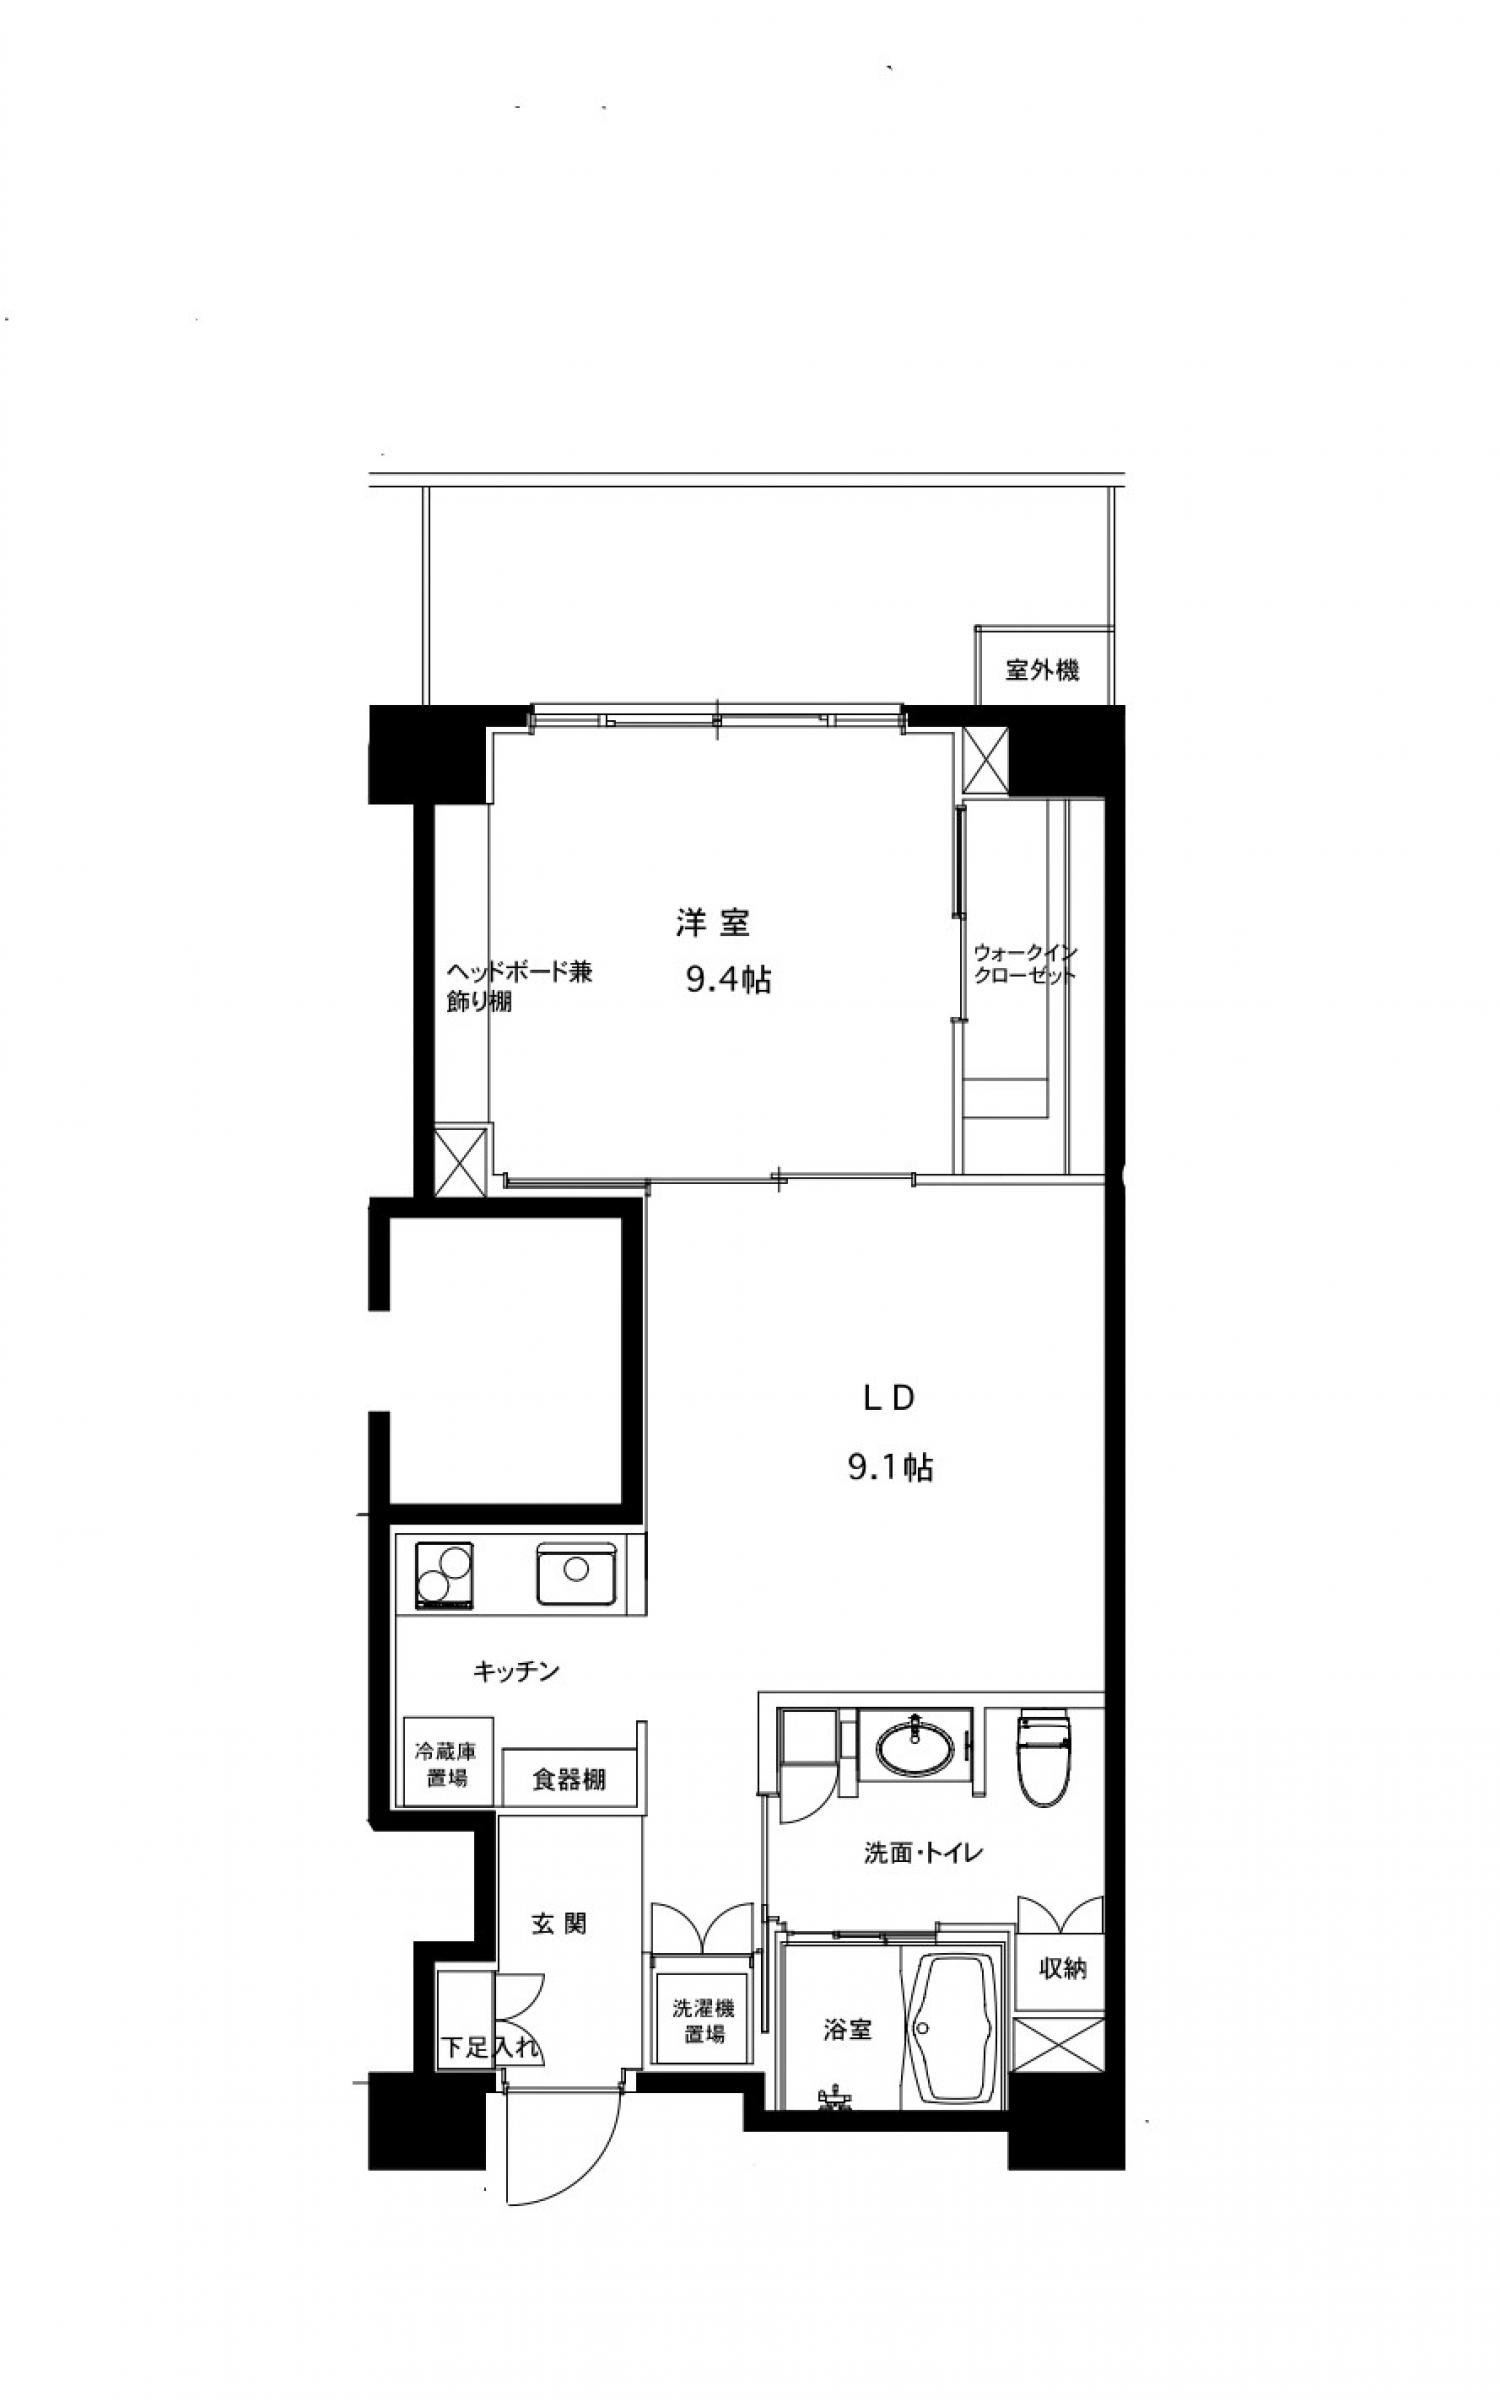 室外機
洋室
9.4帖
ヘッドボード兼
飾り棚
ウォークイン
クローゼット
LD
9.1帖
キッチン
冷蔵庫
置場
食器棚
洗面・トイレ
玄関
収納
洗濯機
置場
浴室
下足入れ